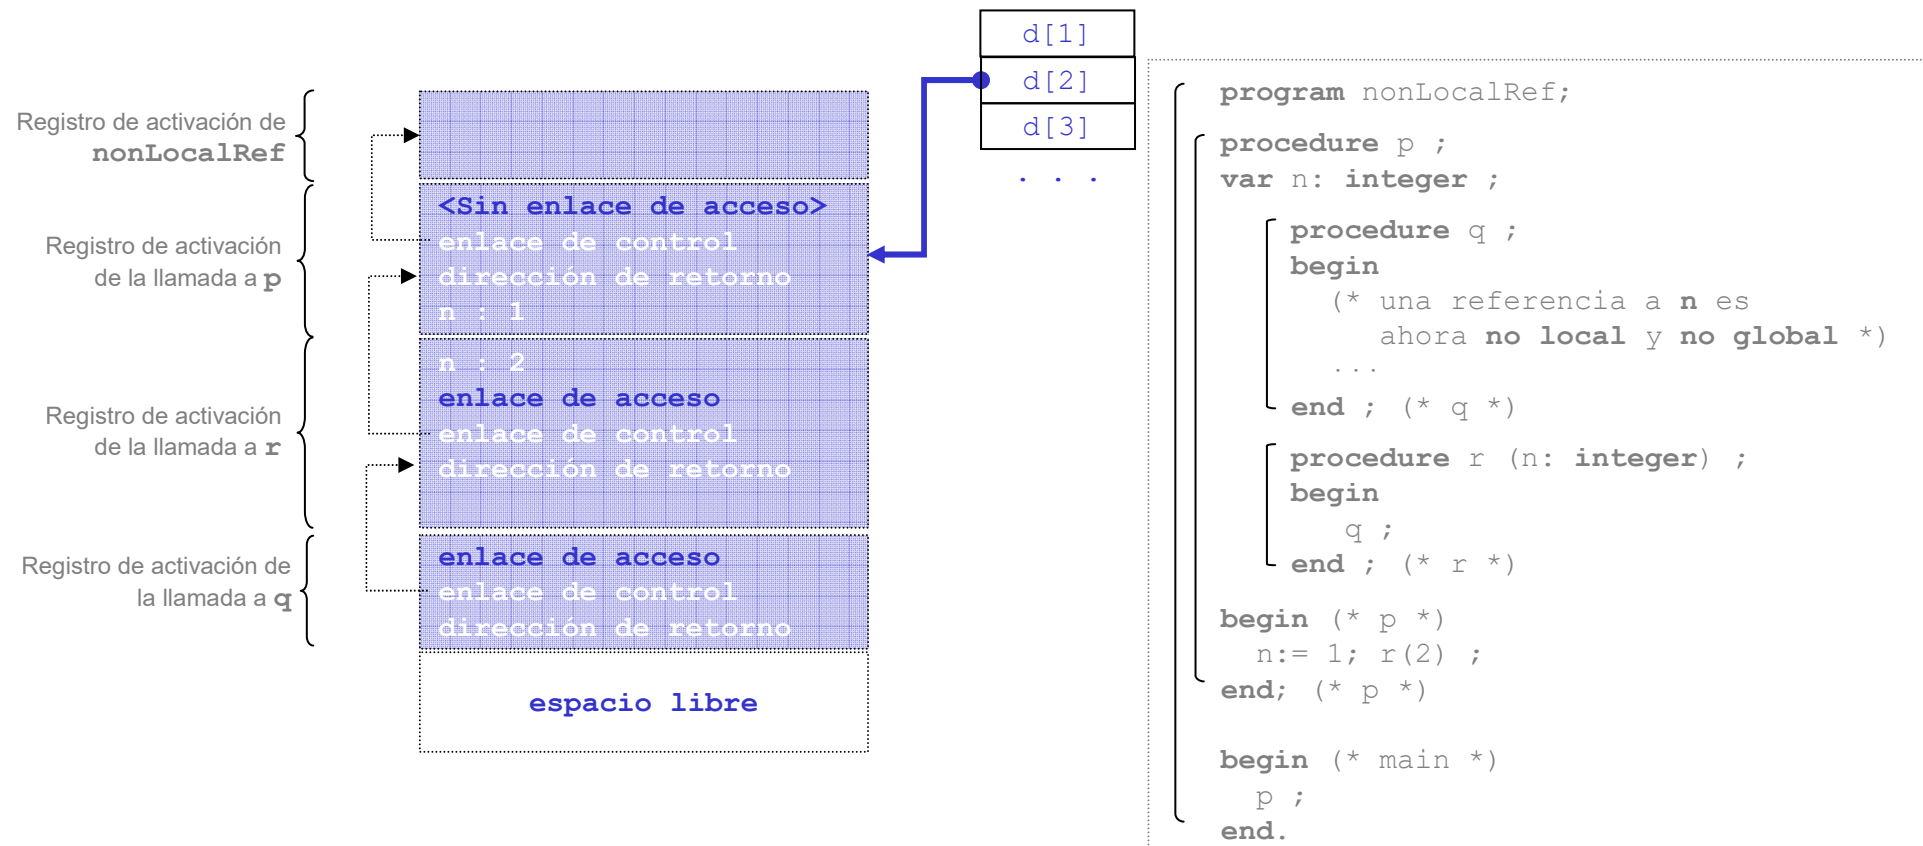 Registro de activación de
nonLocalRef
Registro de activación
de la llamada a p
Registro de activación
de la llamada a r
Registro de activación de
la llamada a q
<Sin enlace de acceso>
enlace de control
dirección de retorno
n : 1
n : 2
enlace de acceso
enlace de control
dirección de retorno
enlace de acceso
enlace de control
dirección de retorno
espacio libre
d[1]
d[2]
d[3]
. . .
program nonLocalRef;
procedure p ;
var n: integer ;
procedure q ;
begin
(* una referencia a n es
ahora no local y no global *)
...
end ; (* q *)
procedure r (n: integer) ;
begin
q ;
end ; (* r *)
begin (* p *)
n:= 1; r(2) ;
end; (* p *)
begin (* main *)
p ;
end.